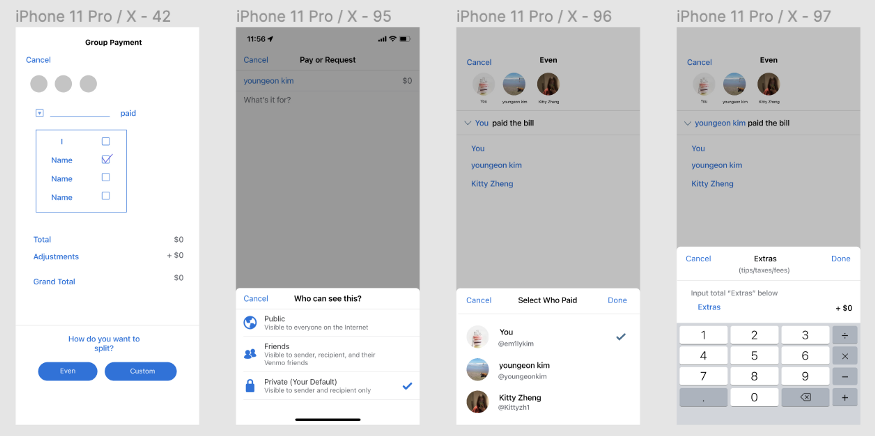 iPhone 11 Pro / X - 42
Group Payment
Cancel
paid
I
Name
Name
Name
Total $0
Adjustments + $0
Grand Total $0
How do you want to
split?
Even Custom
iPhone 11 Pro / X - 95
11:56
Cancel Pay or Request
youngeon kim $0
What's it for?
Cancel Who can see this?
Public
Visible to everyone on the Internet
Friends
Visible to sender, recipient, and their
Venmo friends
Private (Your Default)
Visible to sender and recipient only
iPhone 11 Pro / X - 96
Even
Cancel
You youngeon kim Kitty Zheng
You paid the bill
You
youngeon kim
Kitty Zheng
Cancel Select Who Paid Done
You
@emfiykim
youngeon kim
@youngeonkim
Kitty Zheng
@Kittyzh1
iPhone 11 Pro / X - 97
Even
Cancel
You youngeon kim Kitty Zheng
youngeon kim paid the bill
You
youngeon kim
Kitty Zheng
Cancel Extras Done
(tips/taxes/fees)
Input total "Extras" below
Extras + $0
1 2 3 ÷
4 5 6 ×
7 8 9 −
. 0 +